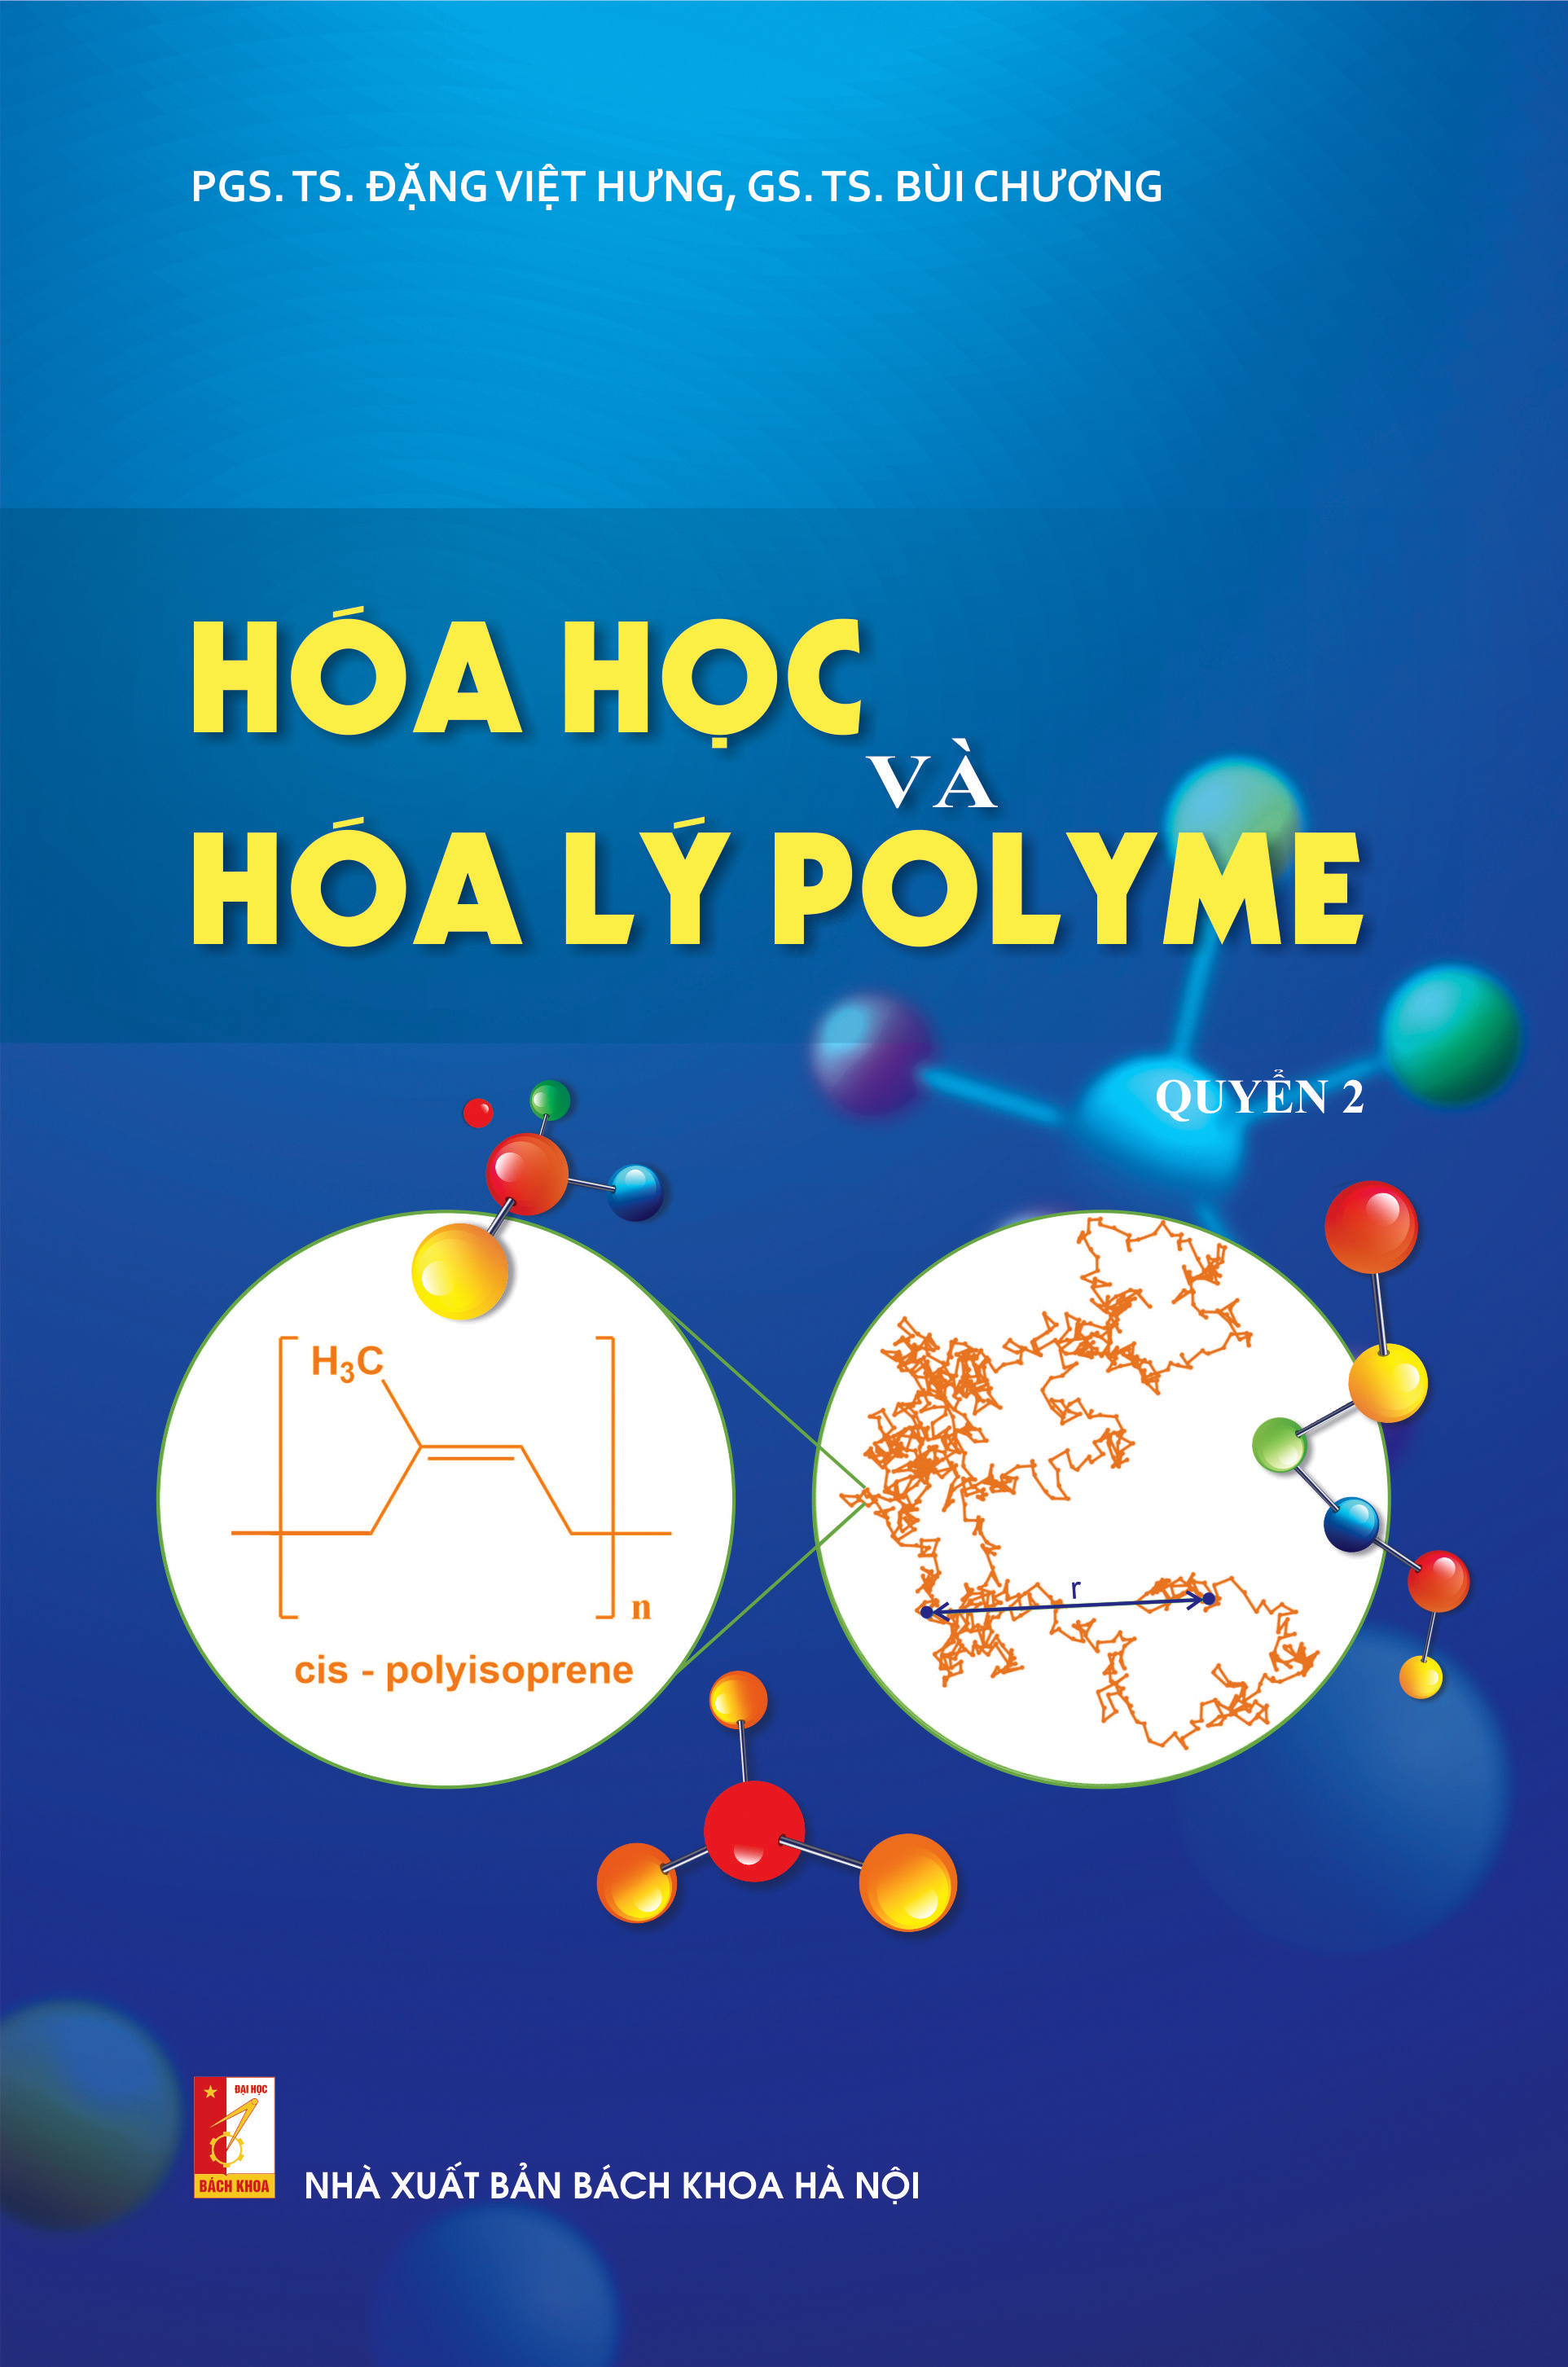 PGS. TS. ĐẶNG VIỆT HƯNG, GS. TS. BÙI CHƯƠNG
HÓA HỌC
VÀ
HÓA LÝ POLYME
QUYỂN 2
H₃C
n
cis - polyisoprene
r
ĐẠI HỌC
BÁCH KHOA
NHÀ XUẤT BẢN BÁCH KHOA HÀ NỘI